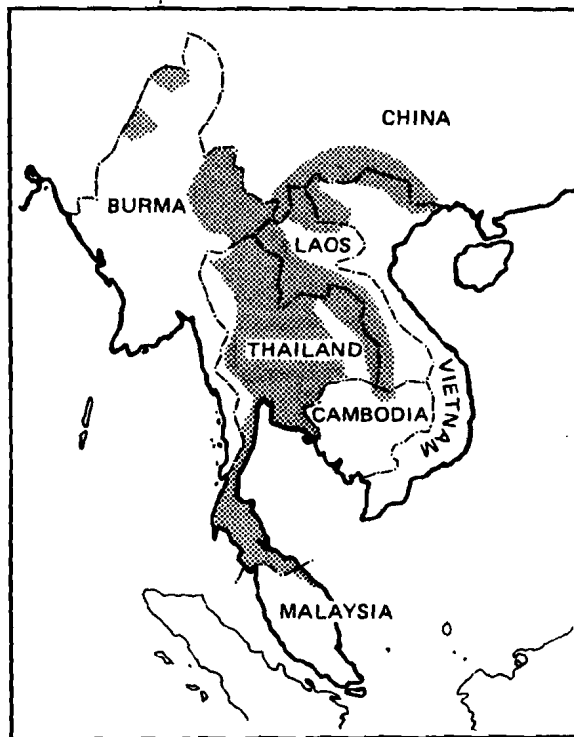 CHINA
BURMA
LAOS
THAILAND
CAMBODIA
VIETNAM
MALAYSIA